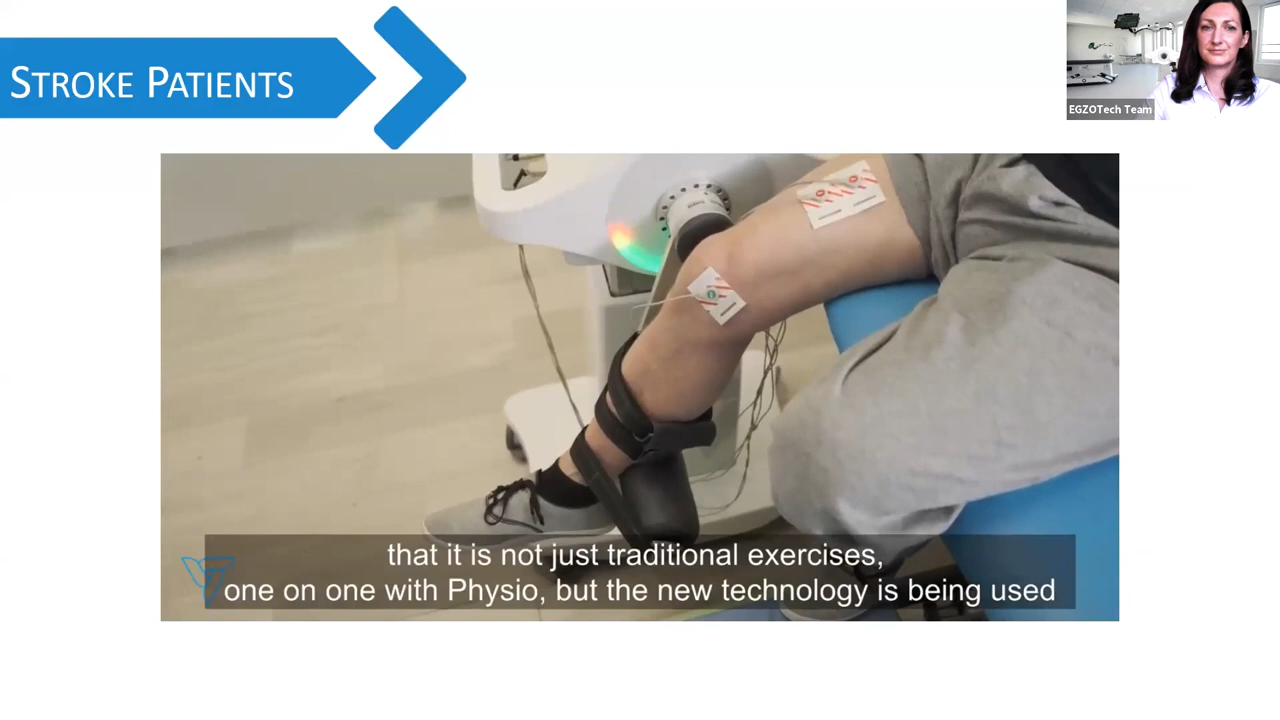 STROKE PATIENTS
EGZOTech Team
that it is not just traditional exercises,
one on one with Physio, but the new technology is being used